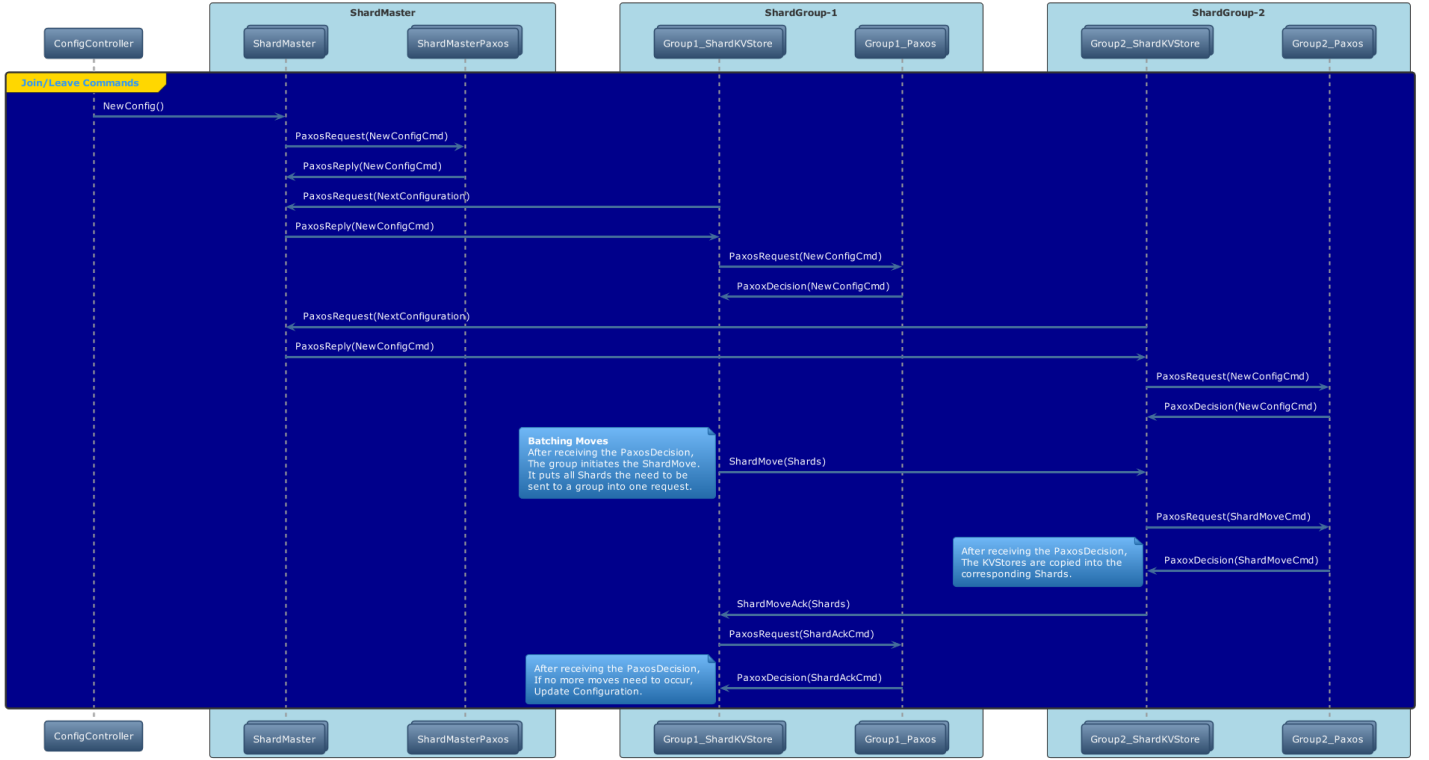 ShardMaster
ShardGroup-1
ShardGroup-2
ConfigController
ShardMaster
ShardMasterPaxos
Group1_ShardKVStore
Group1_Paxos
Group2_ShardKVStore
Group2_Paxos
Join/Leave Commands
NewConfig()
PaxosRequest(NewConfigCmd)
PaxosReply(NewConfigCmd)
PaxosRequest(NextConfiguration)
PaxosReply(NewConfigCmd)
PaxosRequest(NewConfigCmd)
PaxoxDecision(NewConfigCmd)
PaxosRequest(NextConfiguration)
PaxosReply(NewConfigCmd)
PaxosRequest(NewConfigCmd)
PaxoxDecision(NewConfigCmd)
Batching Moves
After receiving the PaxosDecision,
The group initiates the ShardMove.
It puts all Shards the need to be
sent to a group into one request.
ShardMove(Shards)
PaxosRequest(ShardMoveCmd)
After receiving the PaxosDecision,
The KVStores are copied into the
corresponding Shards.
PaxoxDecision(ShardMoveCmd)
ShardMoveAck(Shards)
PaxosRequest(ShardAckCmd)
After receiving the PaxosDecision,
If no more moves need to occur,
Update Configuration.
PaxoxDecision(ShardAckCmd)
ConfigController
ShardMaster
ShardMasterPaxos
Group1_ShardKVStore
Group1_Paxos
Group2_ShardKVStore
Group2_Paxos